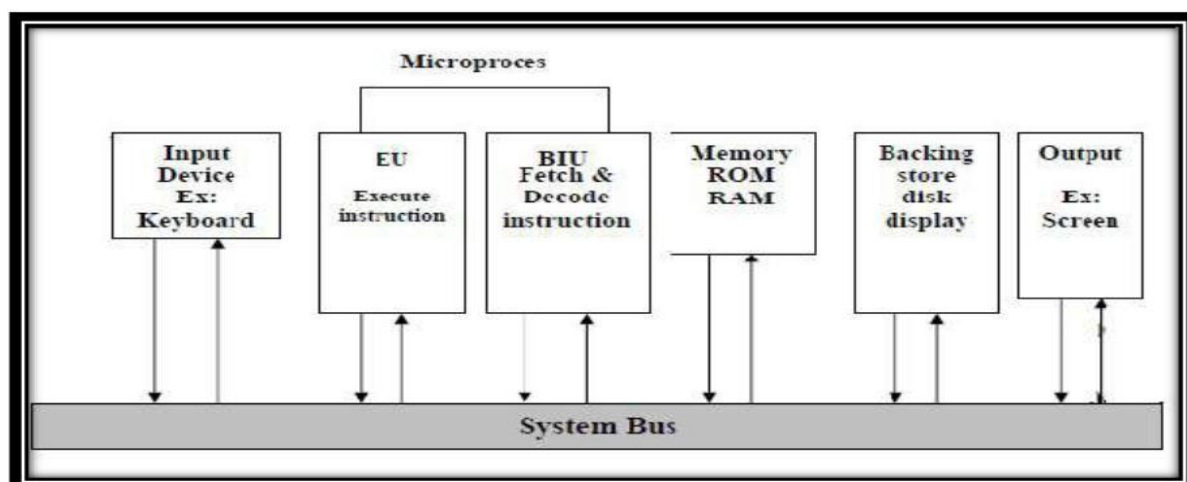 Microproces
Input
Device
Ex:
Keyboard
EU
Execute
instruction
BIU
Fetch &
Decode
instruction
Memory
ROM
RAM
Backing
store
disk
display
Output
Ex:
Screen
System Bus